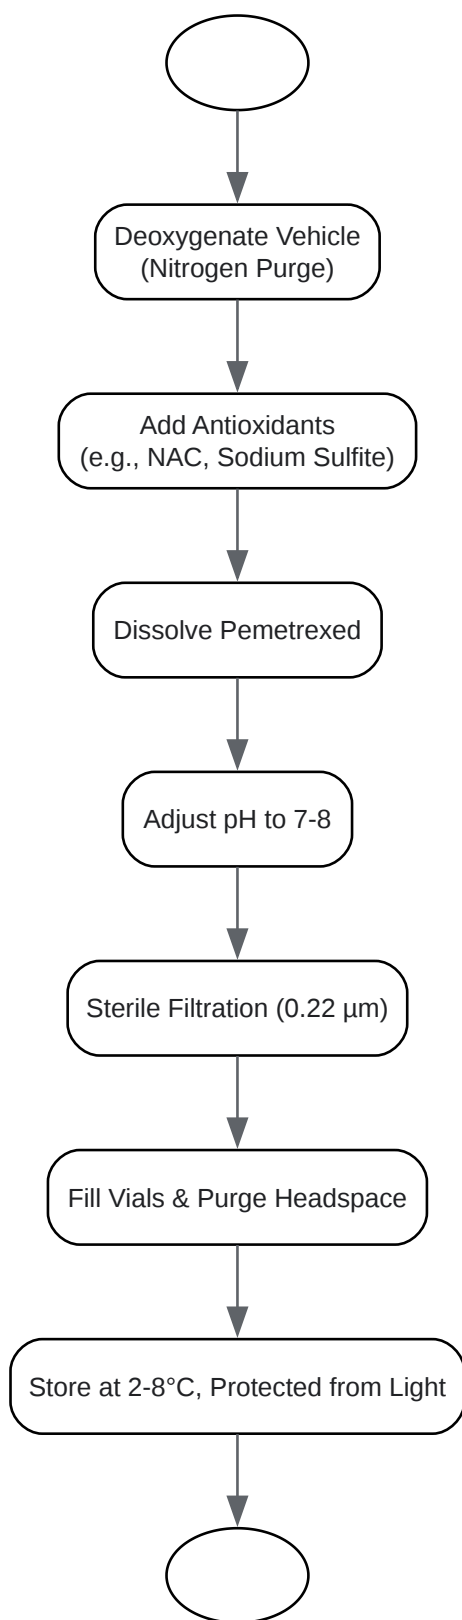 Deoxygenate Vehicle
(Nitrogen Purge)
Add Antioxidants
(e.g., NAC, Sodium Sulfite)
Dissolve Pemetrexed
Adjust pH to 7-8
Sterile Filtration (0.22 µm)
Fill Vials & Purge Headspace
Store at 2-8°C, Protected from Light